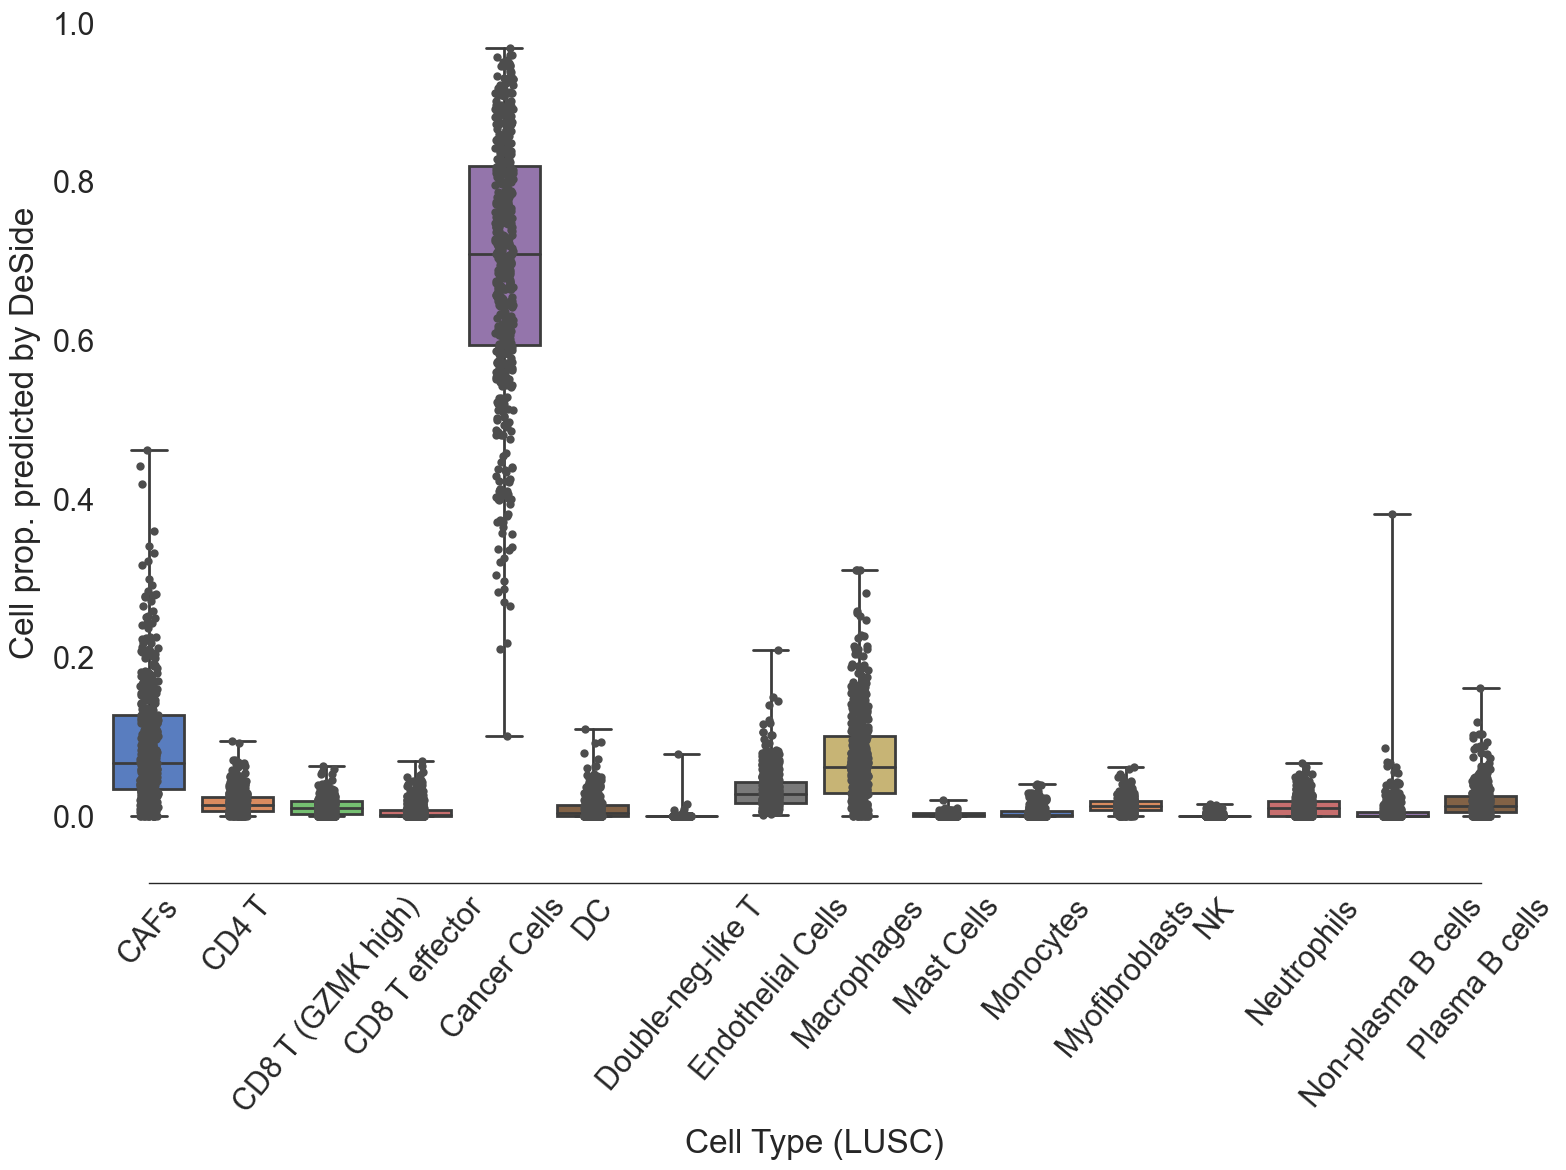 1.0
0.8
0.6
0.4
0.2
0.0
Cell prop. predicted by DeSide
CAFs
CD4 T
CD8 T (GZMK high)
CD8 T effector
Cancer Cells
DC
Double-neg-like T
Endothelial Cells
Macrophages
Mast Cells
Monocytes
Myofibroblasts
NK
Neutrophils
Non-plasma B cells
Plasma B cells
Cell Type (LUSC)